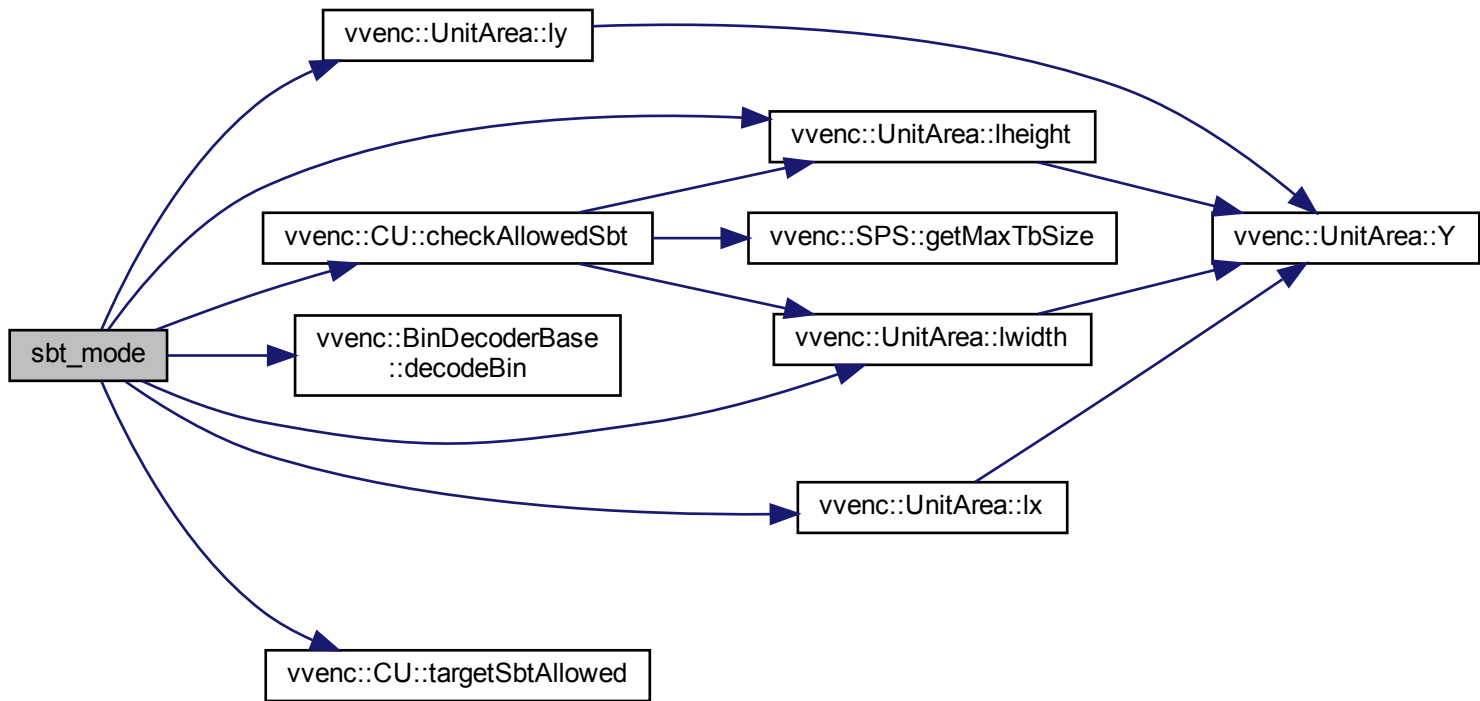 vvenc::UnitArea::ly
vvenc::UnitArea::lheight
vvenc::CU::checkAllowedSbt
vvenc::SPS::getMaxTbSize
vvenc::UnitArea::Y
sbt_mode
vvenc::BinDecoderBase
::decodeBin
vvenc::UnitArea::lwidth
vvenc::UnitArea::lx
vvenc::CU::targetSbtAllowed